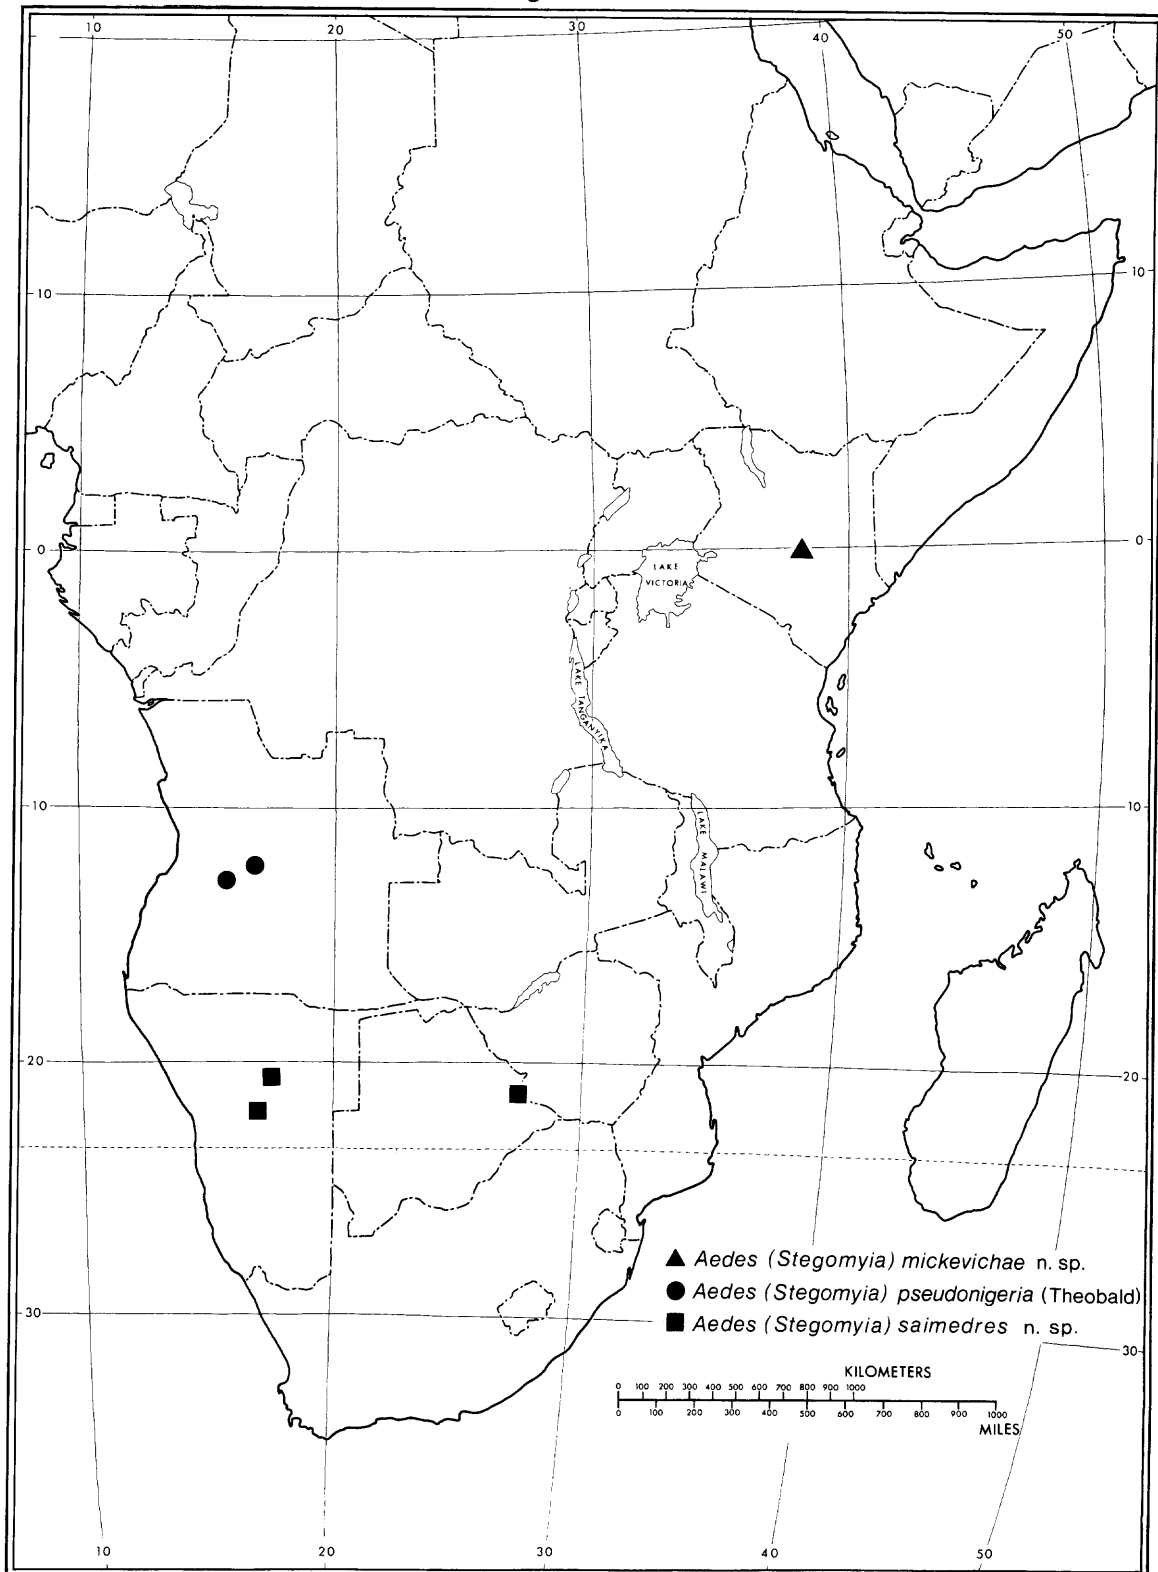 10 20 30 40 50
10 10
0 0
LAKE
VICTORIA
LAKE TANGANYIKA
10 10
LAKE MALAWI
20 20
▲ Aedes (Stegomyia) mickevichae n. sp.
● Aedes (Stegomyia) pseudonigeria (Theobald)
■ Aedes (Stegomyia) saimedres n. sp.
30 30
KILOMETERS
0 100 200 300 400 500 600 700 800 900 1000
0 100 200 300 400 500 600 700 800 900 1000
MILES
10 20 30 40 50